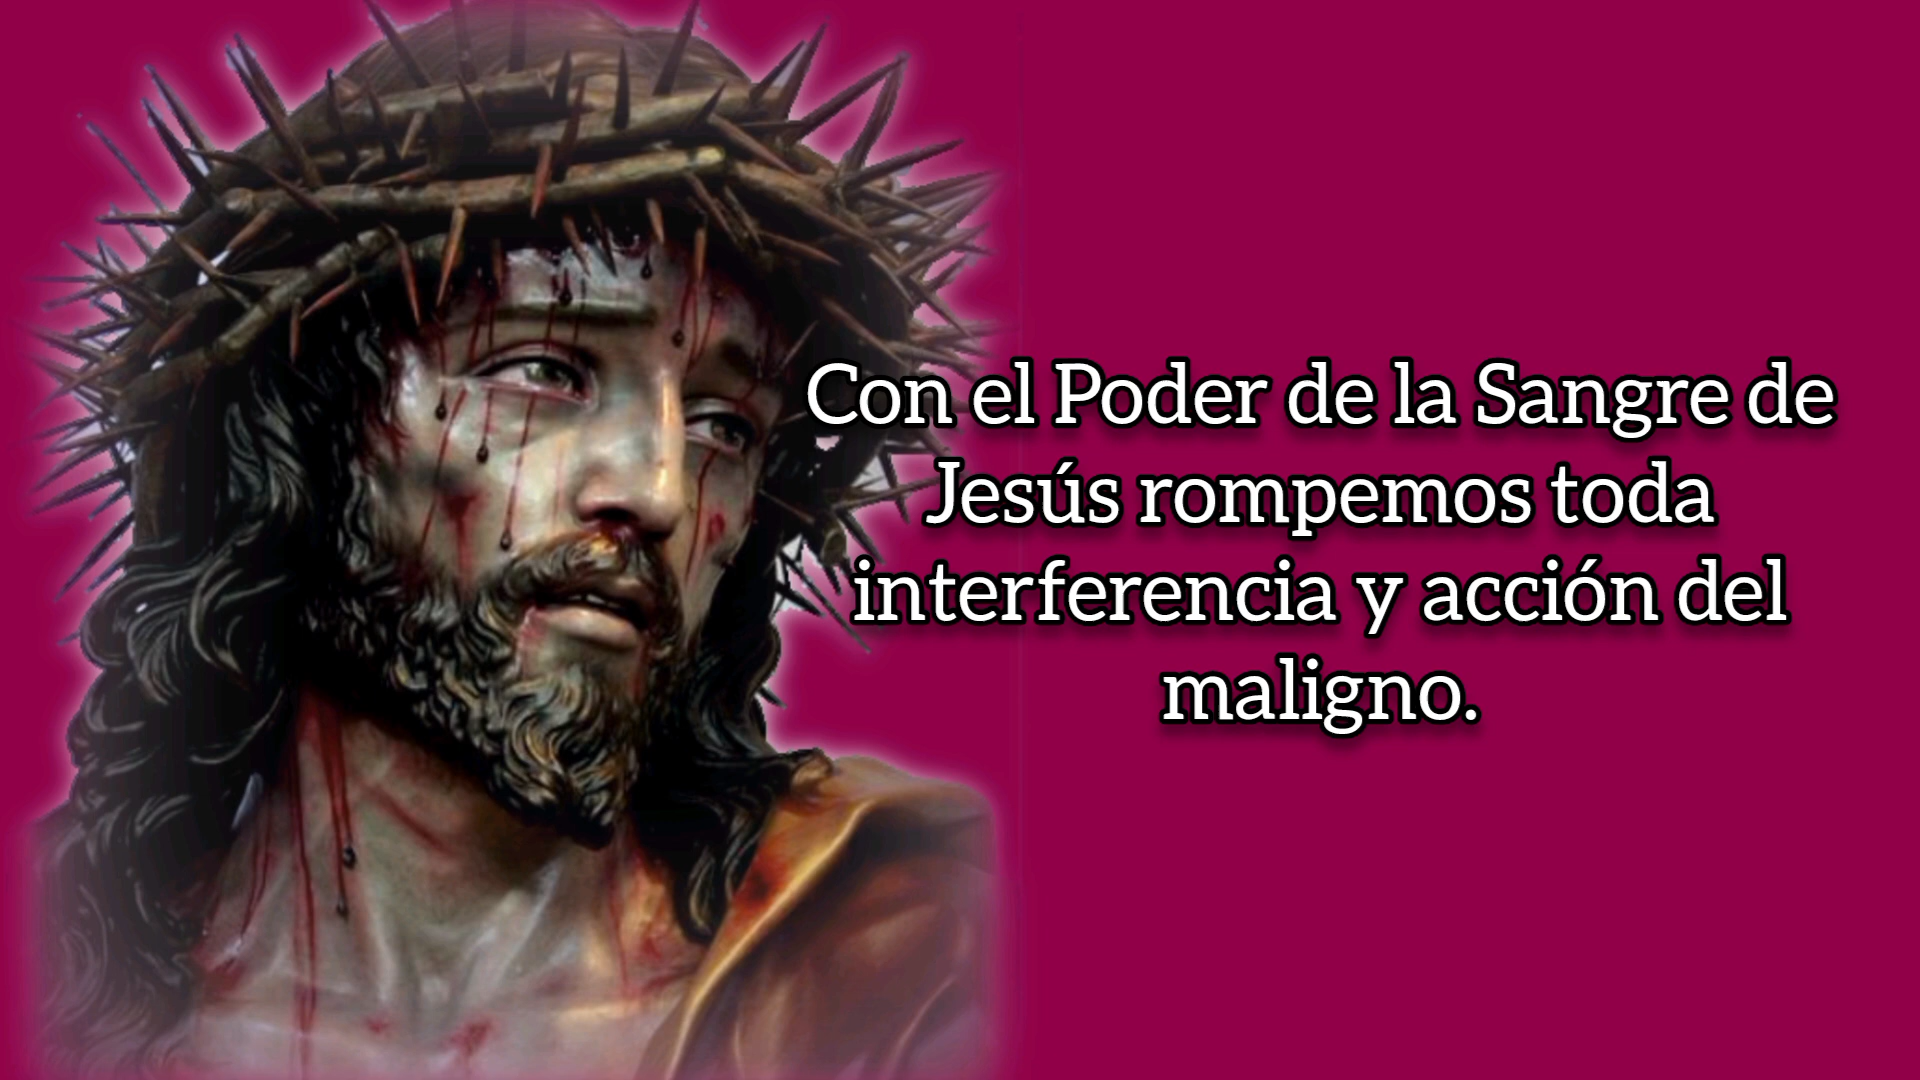 Con el Poder de la Sangre de
Jesús rompemos toda
interferencia y acción del
maligno.